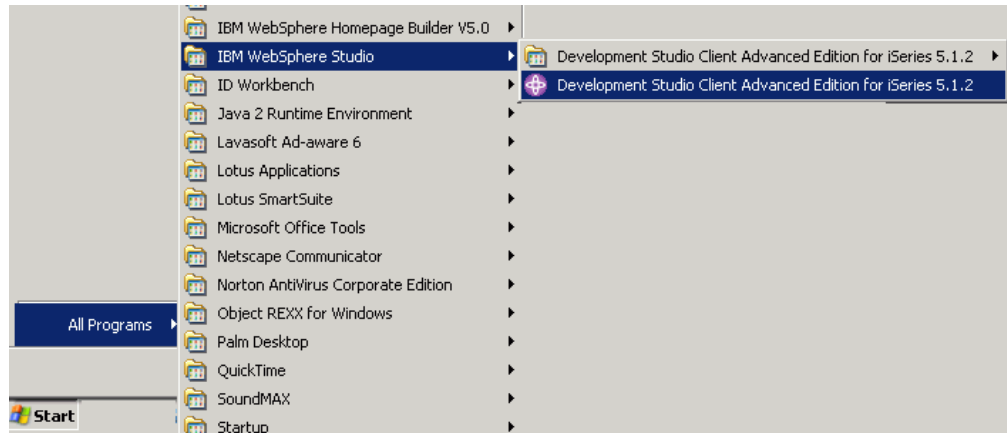 IBM WebSphere Homepage Builder V5.0
IBM WebSphere Studio
Development Studio Client Advanced Edition for iSeries 5.1.2
ID Workbench
Development Studio Client Advanced Edition for iSeries 5.1.2
Java 2 Runtime Environment
Lavasoft Ad-aware 6
Lotus Applications
Lotus SmartSuite
Microsoft Office Tools
Netscape Communicator
Norton AntiVirus Corporate Edition
Object REXX for Windows
All Programs
Palm Desktop
QuickTime
SoundMAX
Start
Startup